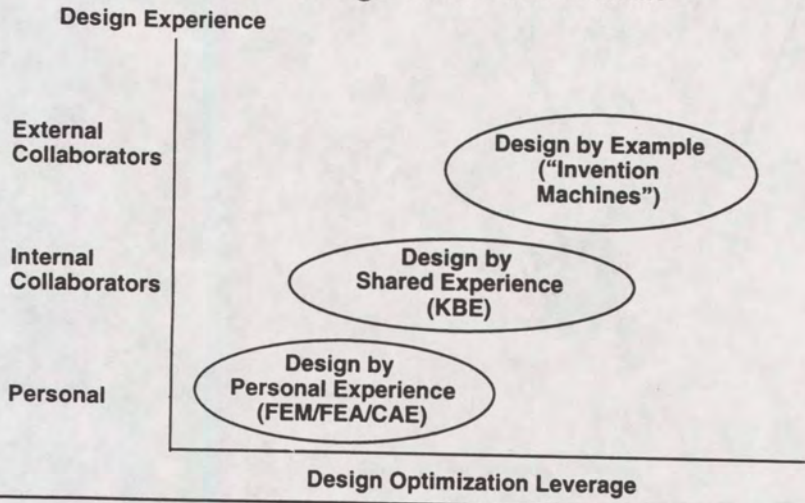 Design Experience
External
Collaborators
Design by Example
("Invention
Machines")
Internal
Collaborators
Design by
Shared Experience
(KBE)
Personal
Design by
Personal Experience
(FEM/FEA/CAE)
Design Optimization Leverage